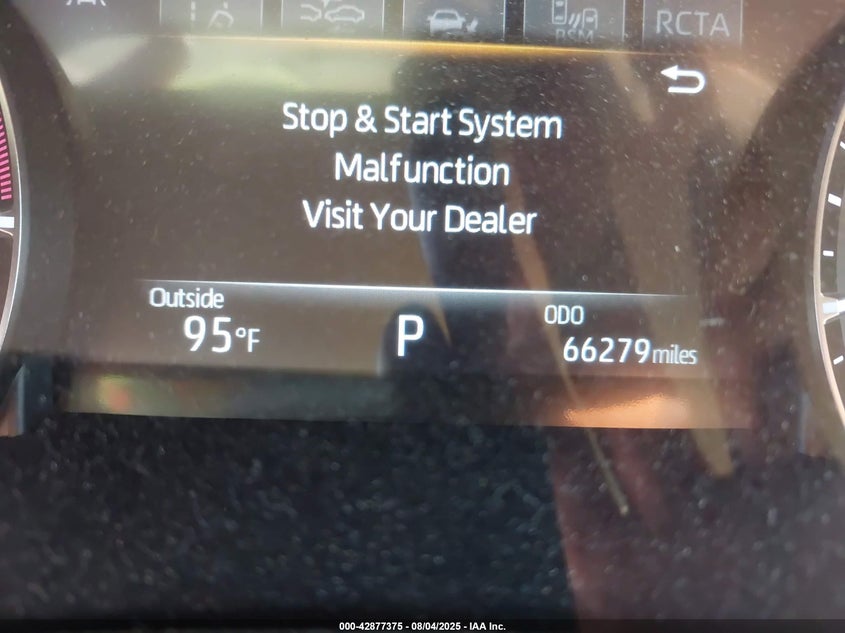 BSM
RCTA
Stop & Start System
Malfunction
Visit Your Dealer
Outside
95°F
P
ODO
66279 miles
000-42877375 - 08/04/2025 - IAA Inc.